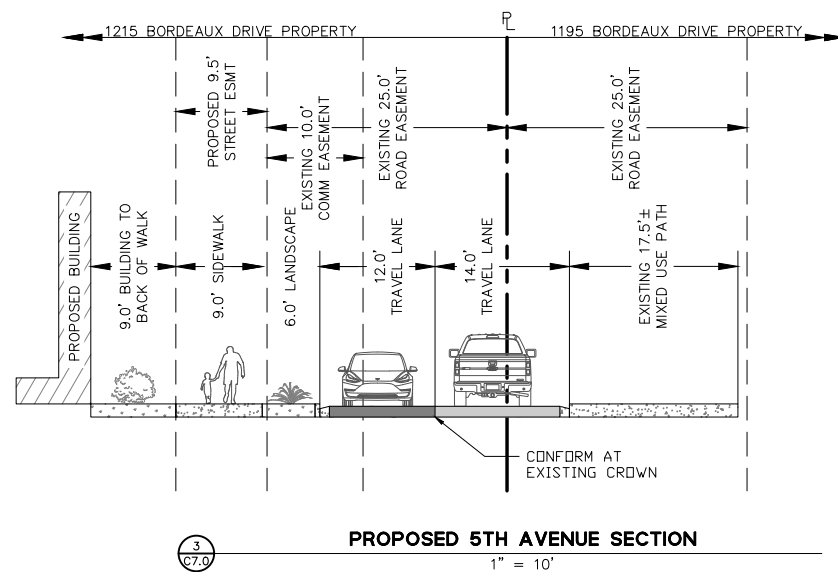 PL
1215 BORDEAUX DRIVE PROPERTY
1195 BORDEAUX DRIVE PROPERTY
PROPOSED 9.5'
STREET ESMT
EXISTING 10.0'
COMM EASEMENT
EXISTING 25.0'
ROAD EASEMENT
EXISTING 25.0'
ROAD EASEMENT
PROPOSED BUILDING
9.0' BUILDING TO
BACK OF WALK
9.0' SIDEWALK
6.0' LANDSCAPE
12.0'
TRAVEL LANE
14.0'
TRAVEL LANE
EXISTING 17.5'±
MIXED USE PATH
CONFORM AT
EXISTING CROWN
3
C7.0
PROPOSED 5TH AVENUE SECTION
1" = 10'